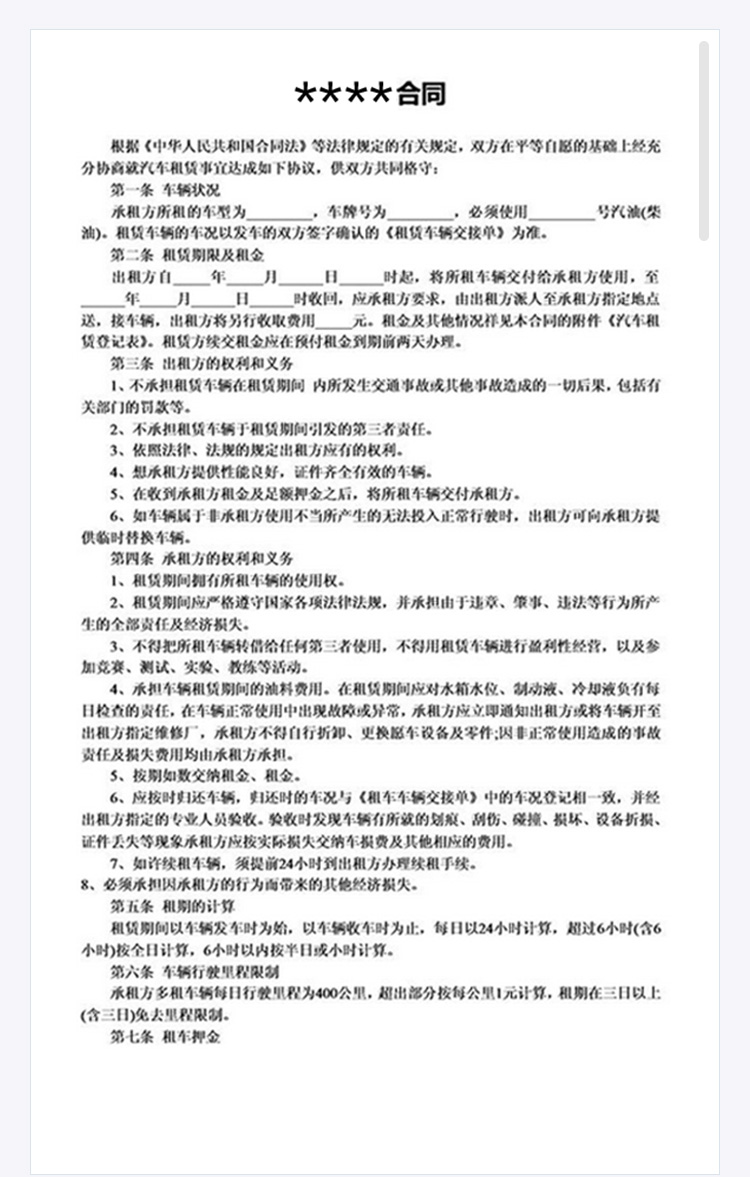 ****合同
根据《中华人民共和国合同法》等法律规定的有关规定，双方在平等自愿的基础上经充
分协商就汽车租赁事宜达成如下协议，供双方共同恪守：
第一条 车辆状况
承租方所租的车型为_________，车牌号为_________，必须使用_________号汽油(柴
油)。租赁车辆的车况以发车的双方签字确认的《租赁车辆交接单》为准。
第二条 租赁期限及租金
出租方自_____年_____月______日______时起，将所租车辆交付给承租方使用，至
______年_____月______日______时收回，应承租方要求，由出租方派人至承租方指定地点
送，接车辆，出租方将另行收取费用_____元。租金及其他情况祥见本合同的附件《汽车租
赁登记表》。租赁方续交租金应在预付租金到期前两天办理。
第三条 出租方的权利和义务
1、不承担租赁车辆在租赁期间 内所发生交通事故或其他事故造成的一切后果，包括有
关部门的罚款等。
2、不承担租赁车辆于租赁期间引发的第三者责任。
3、依照法律、法规的规定出租方应有的权利。
4、想承租方提供性能良好，证件齐全有效的车辆。
5、在收到承租方租金及足额押金之后，将所租车辆交付承租方。
6、如车辆属于非承租方使用不当所产生的无法投入正常行驶时，出租方可向承租方提
供临时替换车辆。
第四条 承租方的权利和义务
1、租赁期间拥有所租车辆的使用权。
2、租赁期间应严格遵守国家各项法律法规，并承担由于违章、肇事、违法等行为所产
生的全部责任及经济损失。
3、不得把所租车辆转借给任何第三者使用，不得用租赁车辆进行盈利性经营，以及参
加竞赛、测试、实验、教练等活动。
4、承担车辆租赁期间的油料费用。在租赁期间应对水箱水位、制动液、冷却液负有每
日检查的责任，在车辆正常使用中出现故障或异常，承租方应立即通知出租方或将车辆开至
出租方指定维修厂，承租方不得自行折卸、更换愿车设备及零件;因非正常使用造成的事故
责任及损失费用均由承租方承担。
5、按期如数交纳租金、租金。
6、应按时归还车辆，归还时的车况与《租车车辆交接单》中的车况登记相一致，并经
出租方指定的专业人员验收。验收时发现车辆有所就的划痕、刮伤、碰撞、损坏、设备折损、
证件丢失等现象承租方应按实际损失交纳车损费及其他相应的费用。
7、如许续租车辆，须提前24小时到出租方办理续租手续。
8、必须承担因承租方的行为而带来的其他经济损失。
第五条 租期的计算
租赁期间以车辆发车时为始，以车辆收车时为止，每日以24小时计算，超过6小时(含6
小时)按全日计算，6小时以内按半日或小时计算。
第六条 车辆行驶里程限制
承租方多租车辆每日行驶里程为400公里，超出部分按每公里1元计算，租期在三日以上
(含三日)免去里程限制。
第七条 租车押金